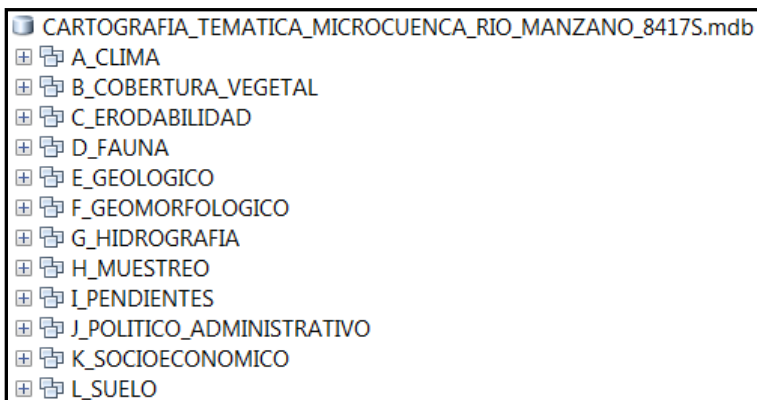 CARTOGRAFIA_TEMATICA_MICROCUENCA_RIO_MANZANO_8417S.mdb
A_CLIMA
B_COBERTURA_VEGETAL
C_ERODABILIDAD
D_FAUNA
E_GEOLOGICO
F_GEOMORFOLOGICO
G_HIDROGRAFIA
H_MUESTREO
I_PENDIENTES
J_POLITICO_ADMINISTRATIVO
K_SOCIOECONOMICO
L_SUELO